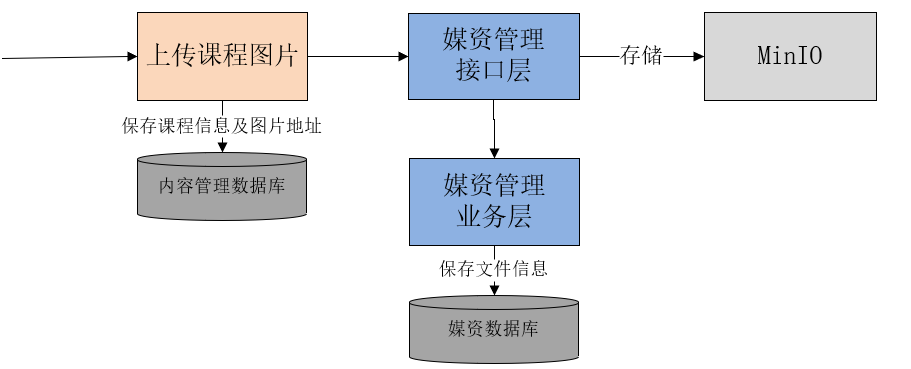 上传课程图片
媒资管理
接口层
存储
MinIO
保存课程信息及图片地址
内容管理数据库
媒资管理
业务层
保存文件信息
媒资数据库